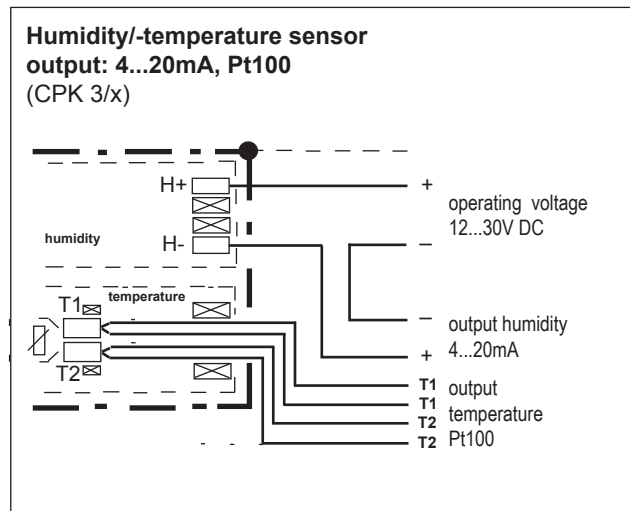 Humidity/-temperature sensor
output: 4...20mA, Pt100
(CPK 3/x)
H+
+
operating voltage
12...30V DC
humidity
H-
–
temperature
T1
–
output humidity
+
4...20mA
T2
T1
output
T1
temperature
T2
Pt100
T2